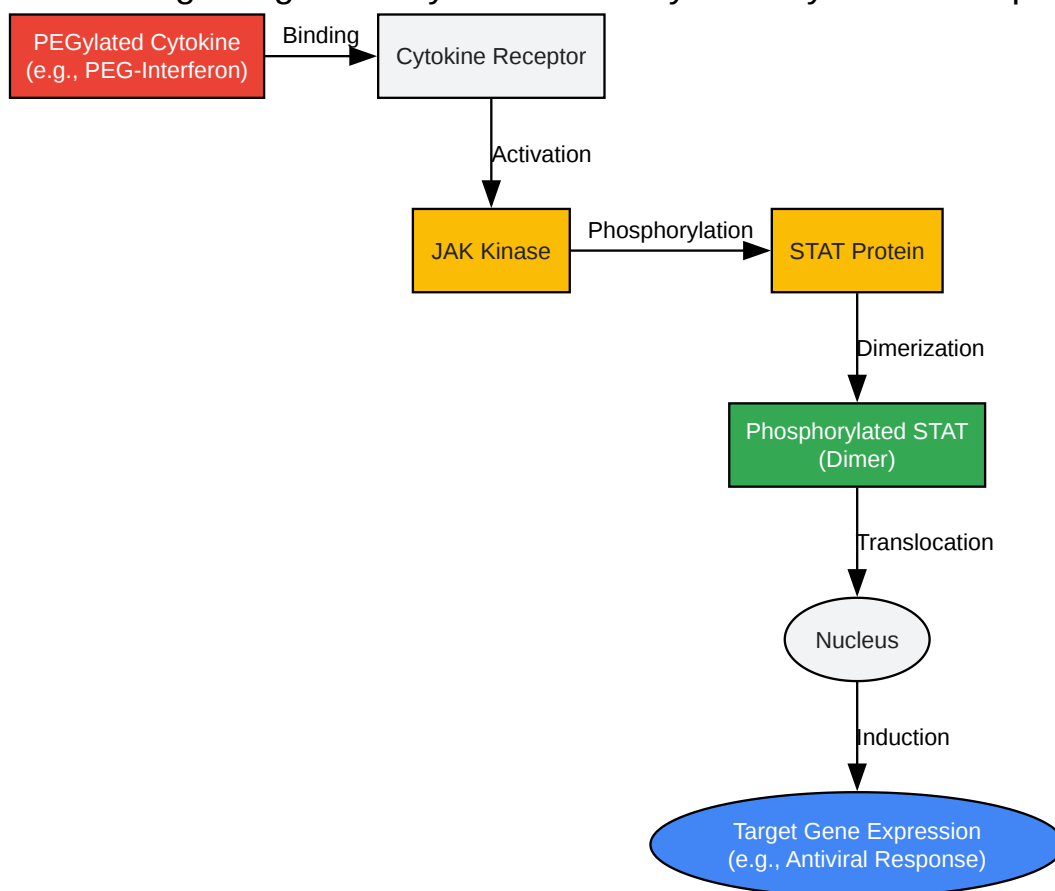 PEGylated Cytokine
(e.g., PEG-Interferon)
Binding
Cytokine Receptor
Activation
JAK Kinase
Phosphorylation
STAT Protein
Dimerization
Phosphorylated STAT
(Dimer)
Translocation
Nucleus
Induction
Target Gene Expression
(e.g., Antiviral Response)